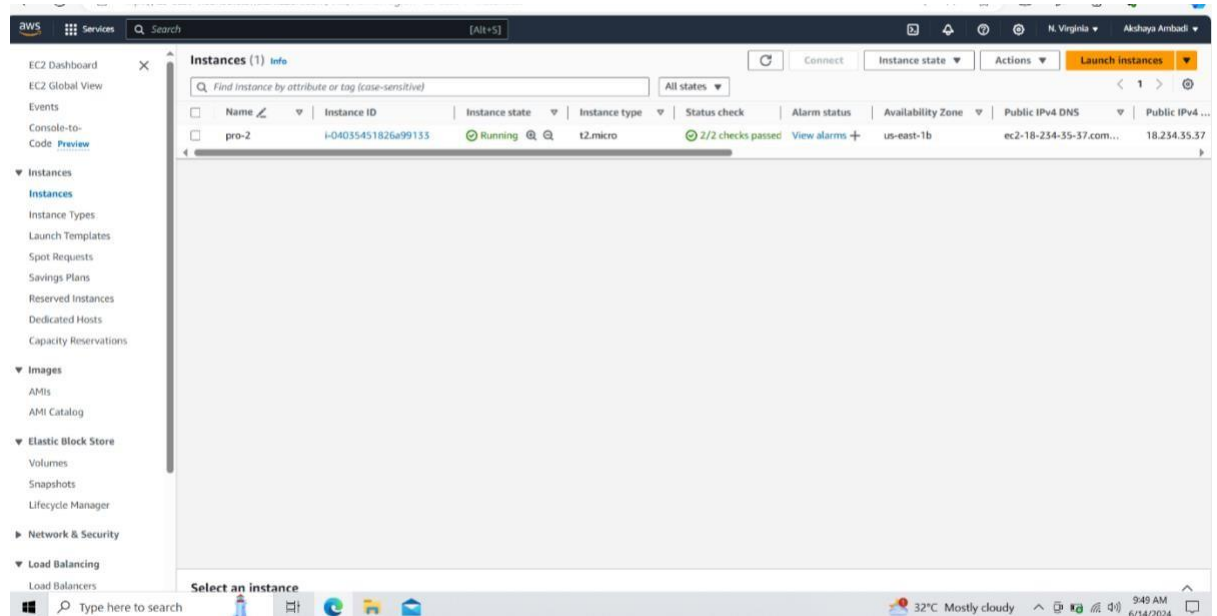 aws Services Search [Alt+S] N. Virginia Akshaya Ambadi
EC2 Dashboard
EC2 Global View
Events
Console-to-
Code Preview
Instances
Instances
Instance Types
Launch Templates
Spot Requests
Savings Plans
Reserved Instances
Dedicated Hosts
Capacity Reservations
Images
AMIs
AMI Catalog
Elastic Block Store
Volumes
Snapshots
Lifecycle Manager
Network & Security
Load Balancing
Load Balancers
Instances (1) Info Connect Instance state Actions Launch instances
Find Instance by attribute or tag (case-sensitive) All states 1
Name Instance ID Instance state Instance type Status check Alarm status Availability Zone Public IPv4 DNS Public IPv4 ...
pro-2 i-04035451826a99133 Running t2.micro 2/2 checks passed View alarms + us-east-1b ec2-18-234-35-37.com... 18.234.35.37
Select an instance
Type here to search 32°C Mostly cloudy 9:49 AM
6/14/2024